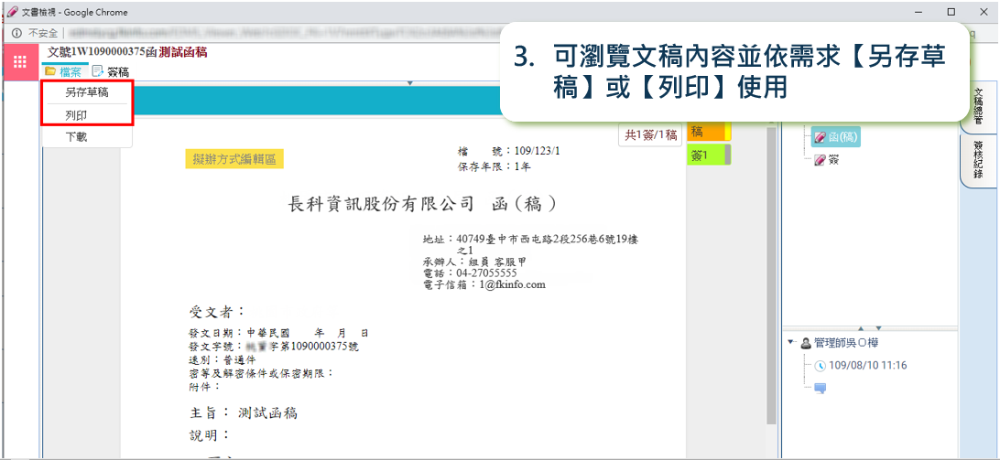 文書檢視 - Google Chrome
不安全
文號1W1090000375函測試函稿
檔案 簽稿
另存草稿
列印
下載
3. 可瀏覽文稿內容並依需求【另存草
稿】或【列印】使用
共1簽/1稿
稿
簽1
擬辦方式編輯區
檔 號：109/123/1
保存年限：1年
長科資訊股份有限公司 函(稿)
地址：40749臺中市西屯路2段256巷6號19樓
之1
承辦人：組員 客服甲
電話：04-27055555
電子信箱：1@fkinfo.com
受文者：
發文日期：中華民國 年 月 日
發文字號：字第1090000375號
速別：普通件
密等及解密條件或保密期限：
附件：
主旨：測試函稿
說明：
函(稿)
簽
文稿總管
簽核紀錄
管理師吳O樺
109/08/10 11:16